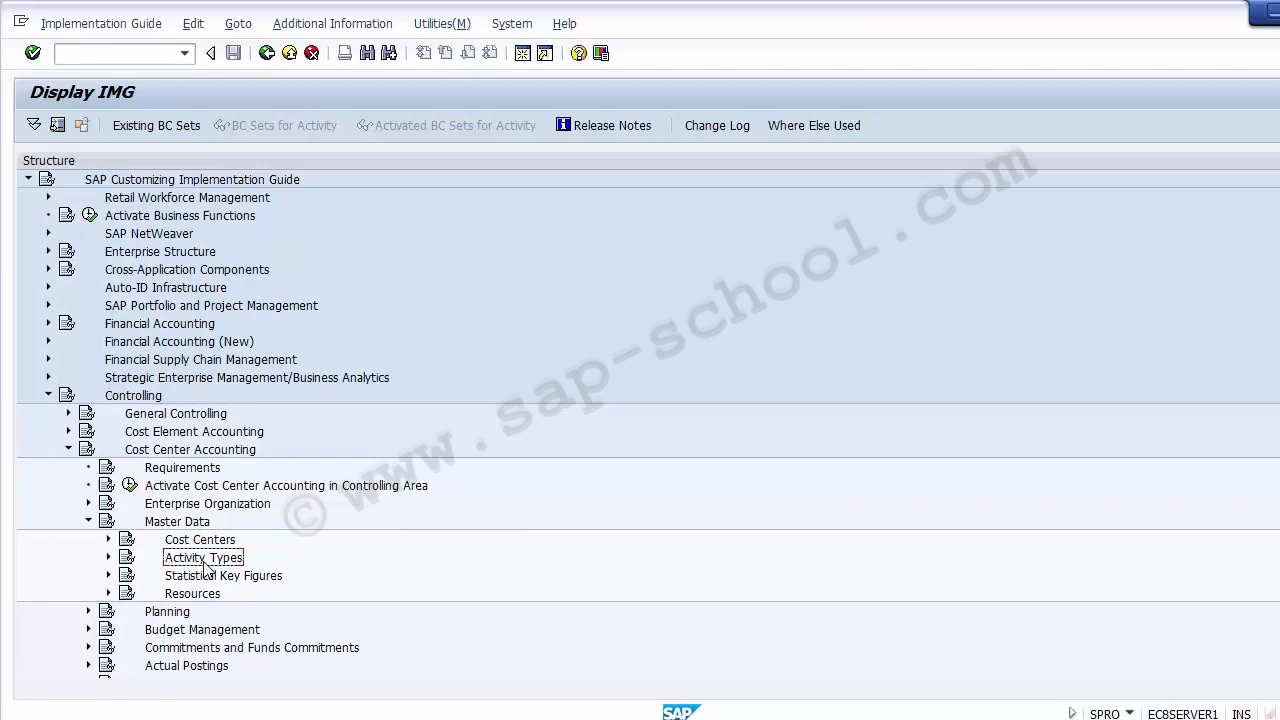 Implementation Guide Edit Goto Additional Information Utilities(M) System Help
Display IMG
Existing BC Sets BC Sets for Activity Activated BC Sets for Activity Release Notes Change Log Where Else Used
Structure
SAP Customizing Implementation Guide
Retail Workforce Management
Activate Business Functions
SAP NetWeaver
Enterprise Structure
Cross-Application Components
Auto-ID Infrastructure
SAP Portfolio and Project Management
Financial Accounting
Financial Accounting (New)
Financial Supply Chain Management
Strategic Enterprise Management/Business Analytics
Controlling
General Controlling
Cost Element Accounting
Cost Center Accounting
Requirements
Activate Cost Center Accounting in Controlling Area
Enterprise Organization
Master Data
Cost Centers
Activity Types
Statistical Key Figures
Resources
Planning
Budget Management
Commitments and Funds Commitments
Actual Postings
© www.sap-school.com
SAP SPRO EC8SERVER1 INS